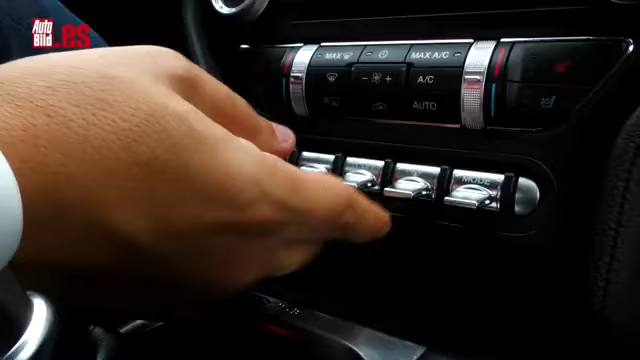 Auto
Bild .es
MAX
MAX A/C
- +
A/C
AUTO
MODE